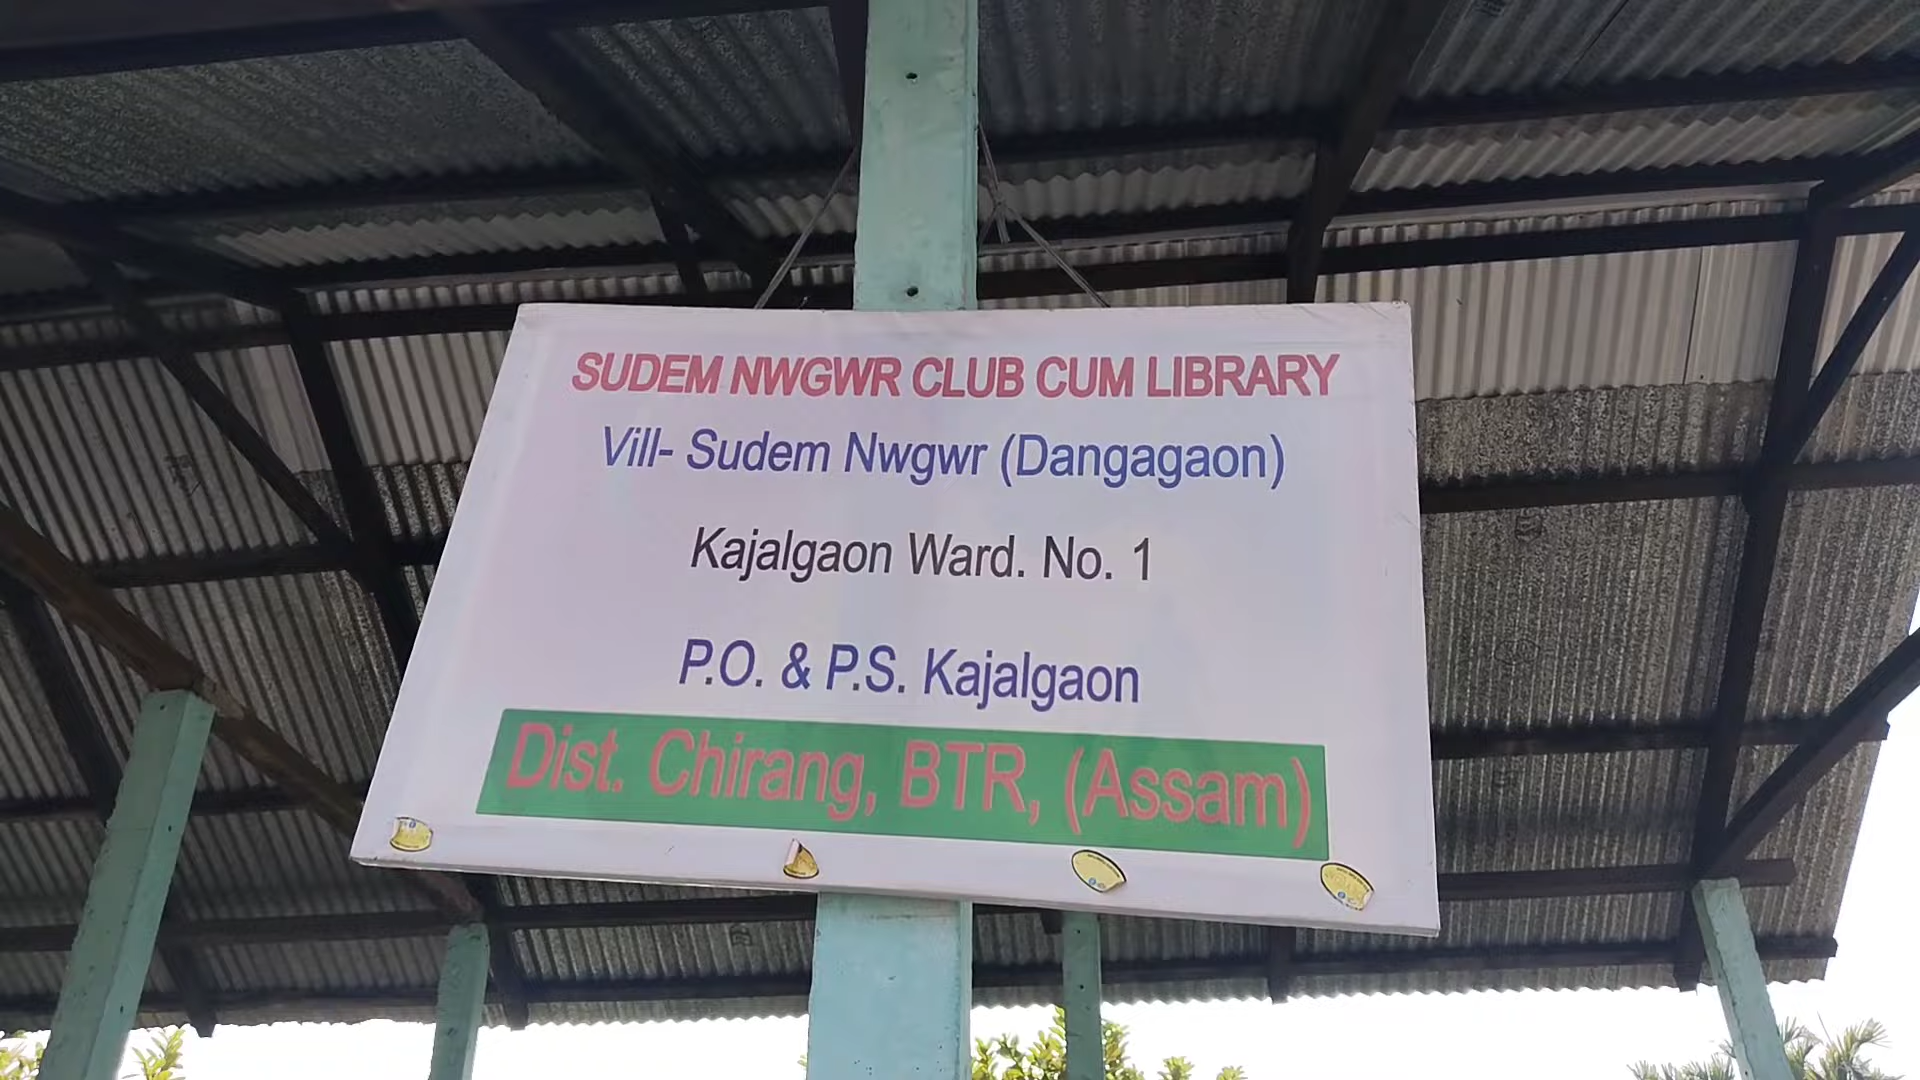 SUDEM NWGWR CLUB CUM LIBRARY
Vill- Sudem Nwgwr (Dangagaon)
Kajalgaon Ward. No. 1
P.O. & P.S. Kajalgaon
Dist. Chirang, BTR, (Assam)